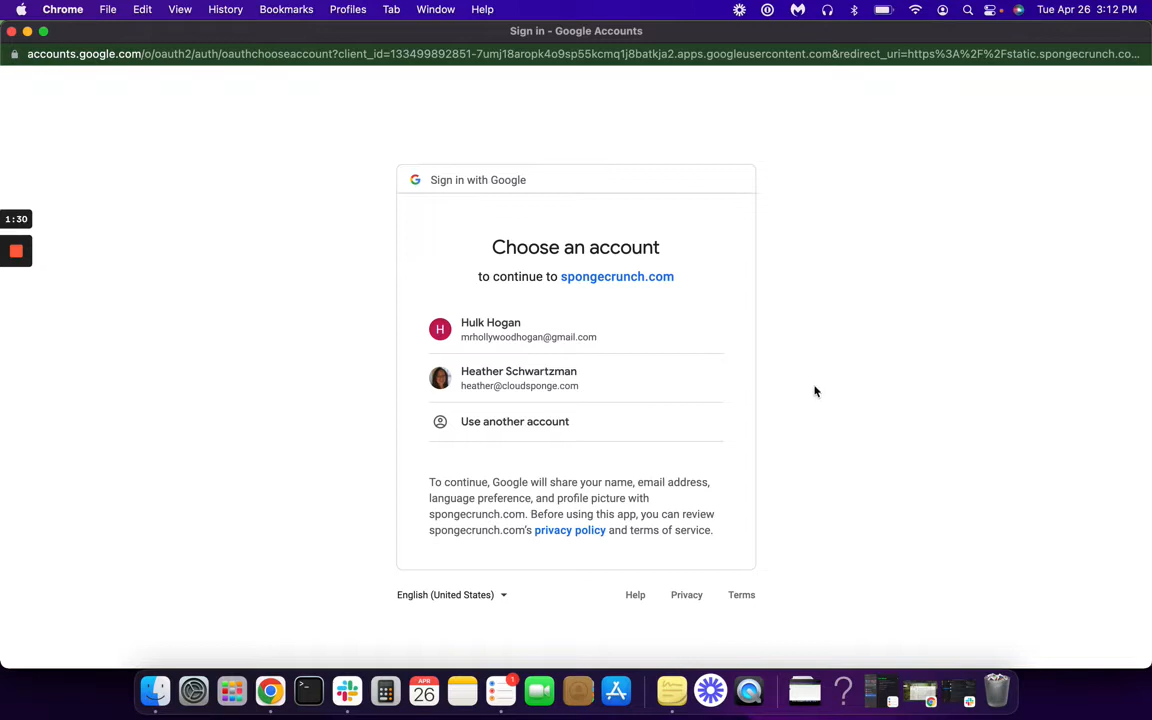 Chrome File Edit View History Bookmarks Profiles Tab Window Help Tue Apr 26 3:12 PM
Sign in - Google Accounts
accounts.google.com/o/oauth2/auth/oauthchooseaccount?client_id=133499892851-7umj18aropk4o9sp55kcmq1j8batkja2.apps.googleusercontent.com&redirect_uri=https%3A%2F%2Fstatic.spongecrunch.co...
Sign in with Google
1:30
Choose an account
to continue to spongecrunch.com
H
Hulk Hogan
mrhollywoodhogan@gmail.com
Heather Schwartzman
heather@cloudsponge.com
Use another account
To continue, Google will share your name, email address,
language preference, and profile picture with
spongecrunch.com. Before using this app, you can review
spongecrunch.com's privacy policy and terms of service.
English (United States) Help Privacy Terms
APR
26
1